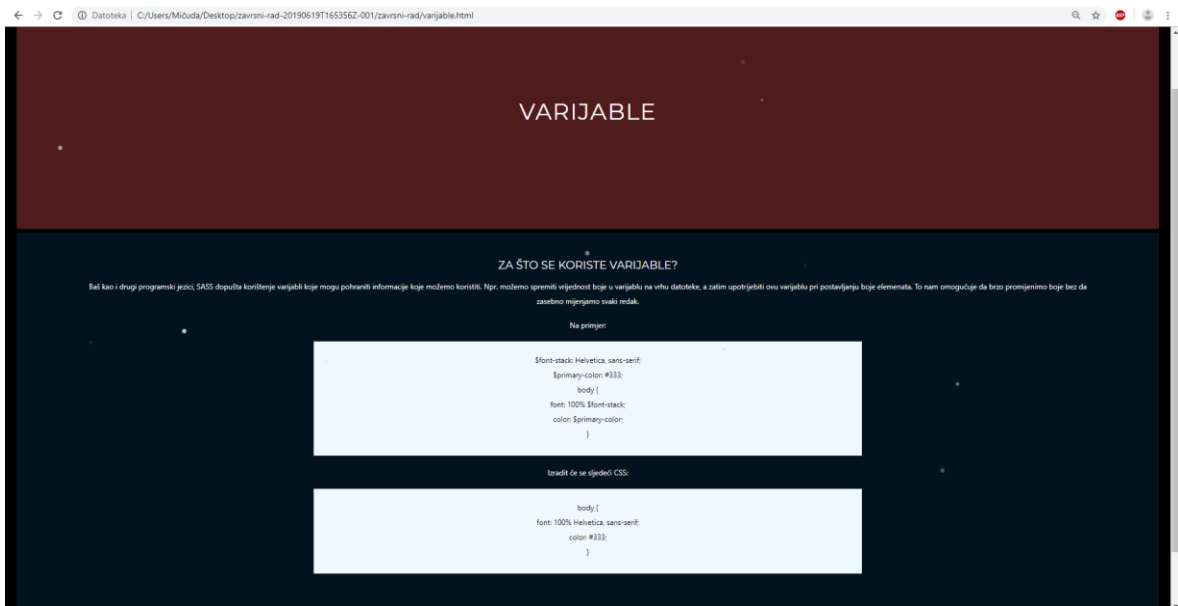 Datoteka | C:/Users/Mičuda/Desktop/zavrsni-rad-20190619T165356Z-001/zavrsni-rad/varijable.html
VARIJABLE
ZA ŠTO SE KORISTE VARIJABLE?
Baš kao i drugi programski jezici, SASS dopušta korištenje varijabli koje mogu pohraniti informacije koje možemo koristiti. Npr. možemo spremiti vrijednost boje u varijablu na vrhu datoteke, a zatim upotrijebiti ovu varijablu pri postavljanju boje elemenata. To nam omogućuje da brzo promijenimo boje bez da
zasebno mijenjamo svaki redak.
Na primjer:
$font-stack: Helvetica, sans-serif;
$primary-color: #333;
body {
font: 100% $font-stack;
color: $primary-color;
}
Izradit će se sljedeći CSS:
body {
font: 100% Helvetica, sans-serif;
color: #333;
}